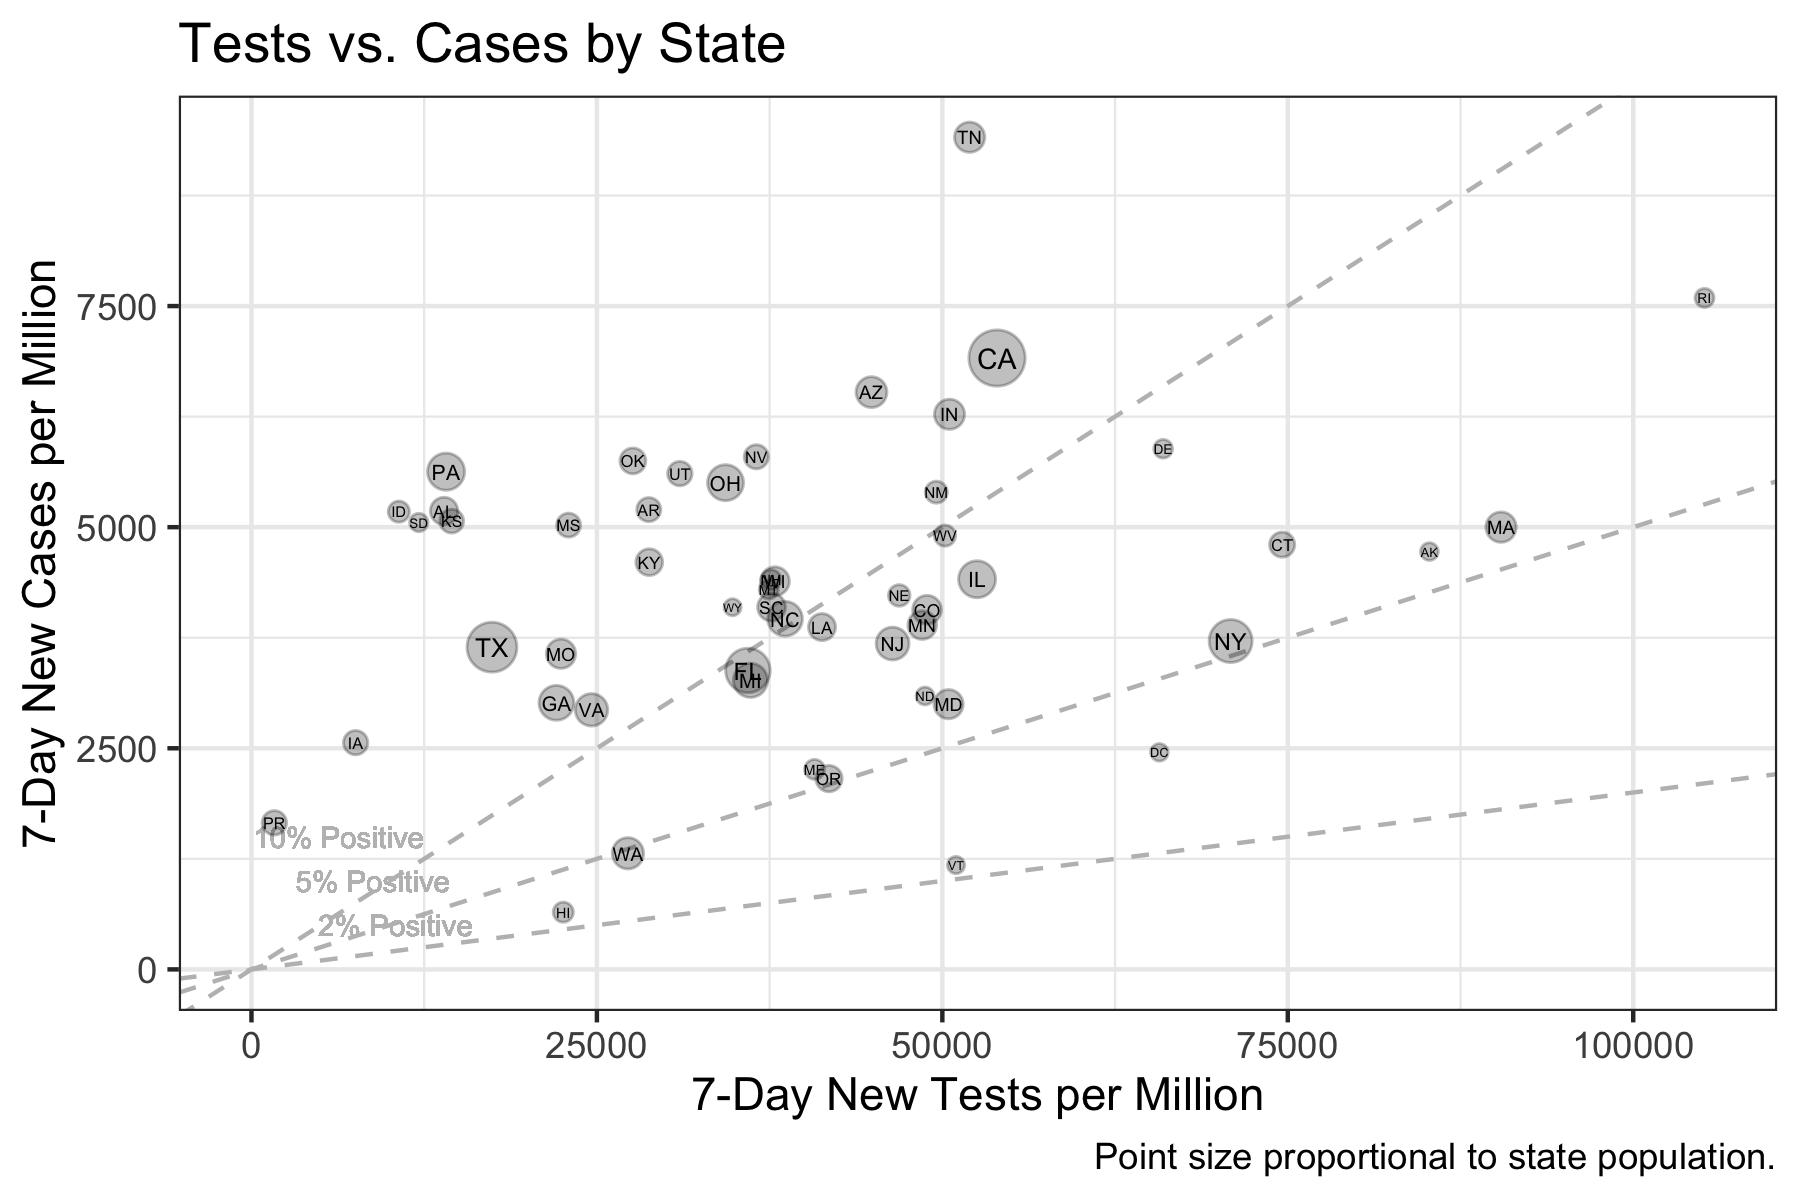 Tests vs. Cases by State
7-Day New Cases per Million
7500
5000
2500
0
TN
RI
CA
AZ
IN
DE
NV
OK
PA
UT
OH
NM
ID
AL
KS
SD
AR
MS
MA
WV
CT
AK
KY
IL
WI
MT
NE
WY
SC
CO
NC
LA
MN
TX
NJ
NY
MO
FL
MI
ND
GA
MD
VA
IA
DC
ME
OR
PR
10% Positive
WA
VT
5% Positive
HI
2% Positive
0
25000
50000
75000
100000
7-Day New Tests per Million
Point size proportional to state population.